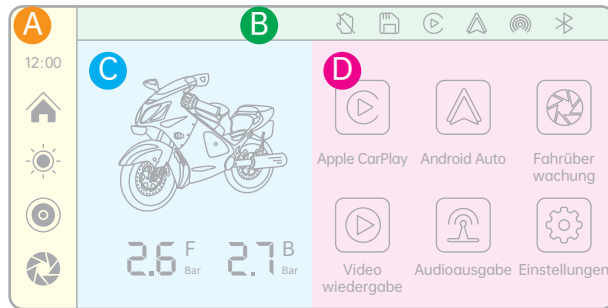 A
B
12:00
C
D
Apple CarPlay Android Auto Fahrüber
wachung
2.6 F Bar 2.7 B Bar
Video
wiedergabe Audioausgabe Einstellungen